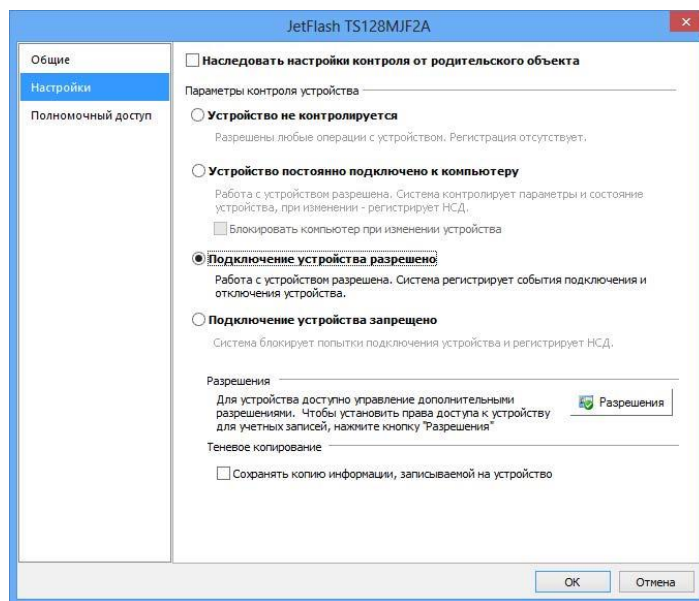 JetFlash TS128MJF2A
Общие
Настройки
Полномочный доступ
Наследовать настройки контроля от родительского объекта
Параметры контроля устройства
Устройство не контролируется
Разрешены любые операции с устройством. Регистрация отсутствует.
Устройство постоянно подключено к компьютеру
Работа с устройством разрешена. Система контролирует параметры и состояние
устройства, при изменении - регистрирует НСД.
Блокировать компьютер при изменении устройства
Подключение устройства разрешено
Работа с устройством разрешена. Система регистрирует события подключения и
отключения устройства.
Подключение устройства запрещено
Система блокирует попытки подключения устройства и регистрирует НСД.
Разрешения
Для устройства доступно управление дополнительными
разрешениями. Чтобы установить права доступа к устройству
для учетных записей, нажмите кнопку "Разрешения"
Разрешения
Теневое копирование
Сохранять копию информации, записываемой на устройство
OK
Отмена